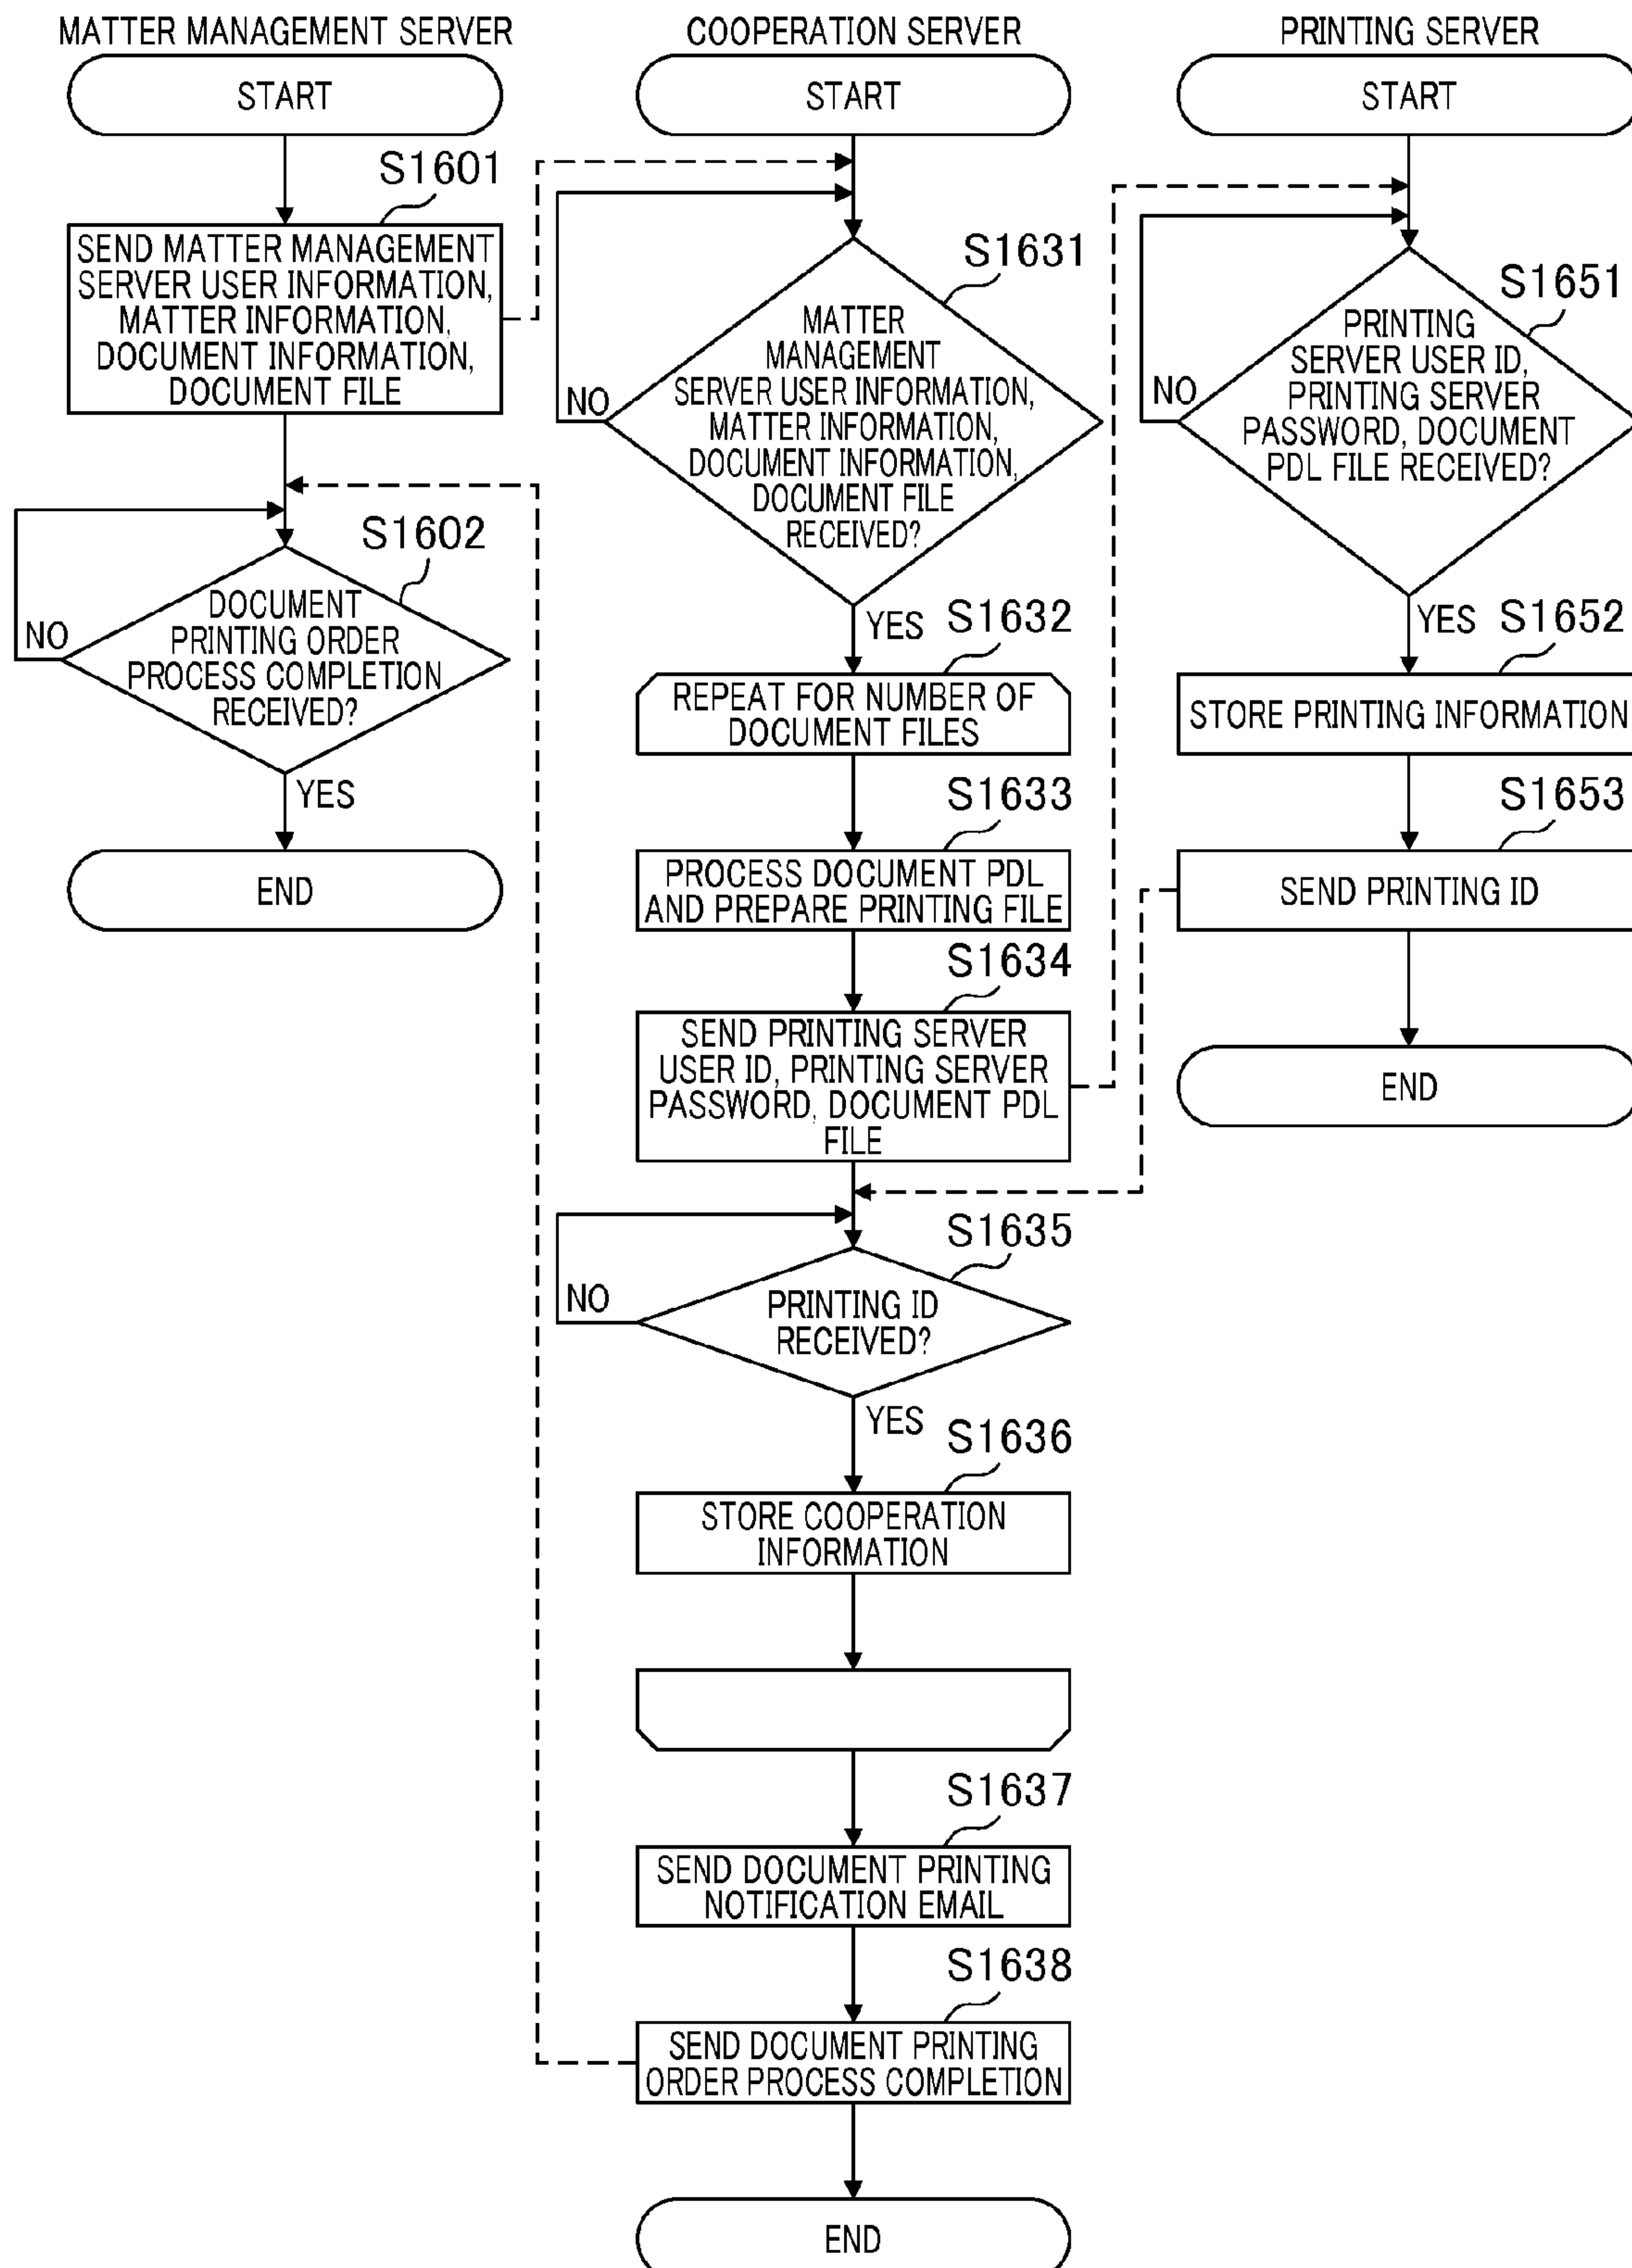 MATTER MANAGEMENT SERVER
START
S1601
SEND MATTER MANAGEMENT
SERVER USER INFORMATION,
MATTER INFORMATION,
DOCUMENT INFORMATION,
DOCUMENT FILE
S1602
DOCUMENT
PRINTING ORDER
PROCESS COMPLETION
RECEIVED?
NO
YES
END
COOPERATION SERVER
START
S1631
MATTER
MANAGEMENT
SERVER USER INFORMATION,
MATTER INFORMATION,
DOCUMENT INFORMATION,
DOCUMENT FILE
RECEIVED?
NO
YES
S1632
REPEAT FOR NUMBER OF
DOCUMENT FILES
S1633
PROCESS DOCUMENT PDL
AND PREPARE PRINTING FILE
S1634
SEND PRINTING SERVER
USER ID, PRINTING SERVER
PASSWORD, DOCUMENT PDL
FILE
S1635
PRINTING ID
RECEIVED?
NO
YES
S1636
STORE COOPERATION
INFORMATION
S1637
SEND DOCUMENT PRINTING
NOTIFICATION EMAIL
S1638
SEND DOCUMENT PRINTING
ORDER PROCESS COMPLETION
END
PRINTING SERVER
START
S1651
PRINTING
SERVER USER ID,
PRINTING SERVER
PASSWORD, DOCUMENT
PDL FILE RECEIVED?
NO
YES
S1652
STORE PRINTING INFORMATION
S1653
SEND PRINTING ID
END